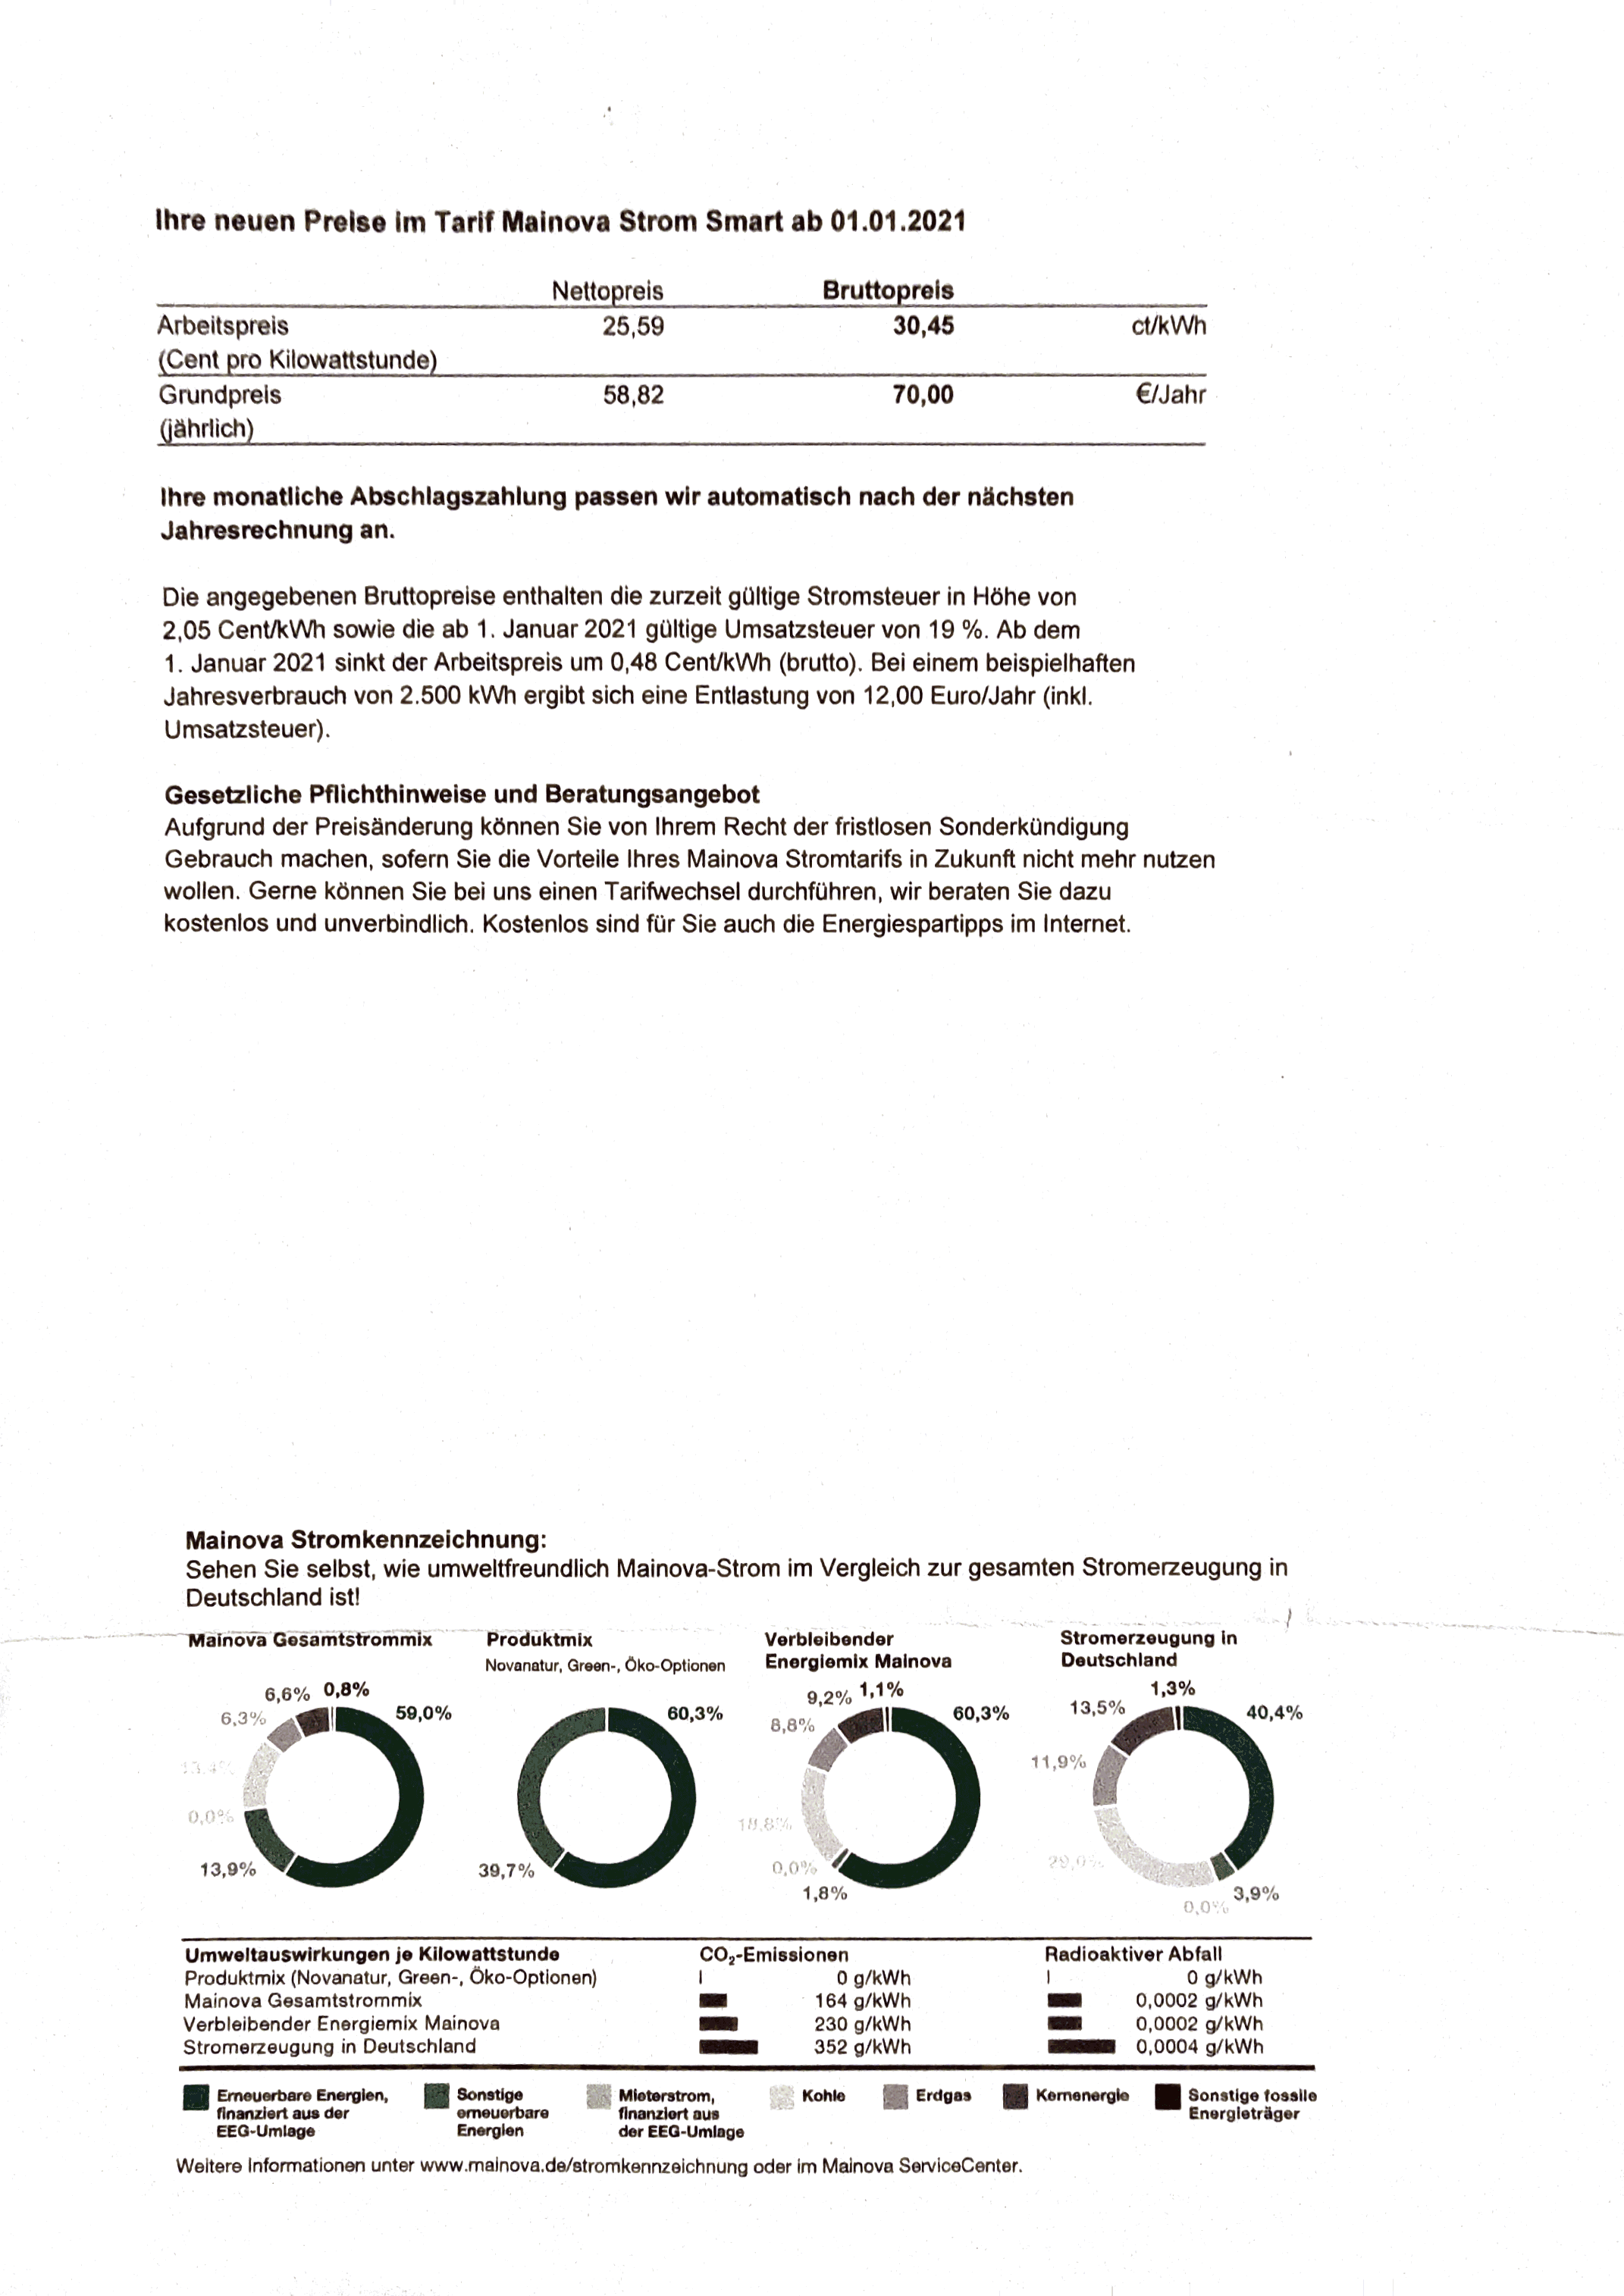 Ihre neuen Preise im Tarif Mainova Strom Smart ab 01.01.2021
Nettopreis Bruttopreis
Arbeitspreis 25,59 30,45 ct/kWh
(Cent pro Kilowattstunde)
Grundpreis 58,82 70,00 €/Jahr
(jährlich)
Ihre monatliche Abschlagszahlung passen wir automatisch nach der nächsten
Jahresrechnung an.
Die angegebenen Bruttopreise enthalten die zurzeit gültige Stromsteuer in Höhe von
2,05 Cent/kWh sowie die ab 1. Januar 2021 gültige Umsatzsteuer von 19 %. Ab dem
1. Januar 2021 sinkt der Arbeitspreis um 0,48 Cent/kWh (brutto). Bei einem beispielhaften
Jahresverbrauch von 2.500 kWh ergibt sich eine Entlastung von 12,00 Euro/Jahr (inkl.
Umsatzsteuer).
Gesetzliche Pflichthinweise und Beratungsangebot
Aufgrund der Preisänderung können Sie von Ihrem Recht der fristlosen Sonderkündigung
Gebrauch machen, sofern Sie die Vorteile Ihres Mainova Stromtarifs in Zukunft nicht mehr nutzen
wollen. Gerne können Sie bei uns einen Tarifwechsel durchführen, wir beraten Sie dazu
kostenlos und unverbindlich. Kostenlos sind für Sie auch die Energiespartipps im Internet.
Mainova Stromkennzeichnung:
Sehen Sie selbst, wie umweltfreundlich Mainova-Strom im Vergleich zur gesamten Stromerzeugung in
Deutschland ist!
Mainova Gesamtstrommix
6,6% 0,8%
6,3% 59,0%
13,4%
0,0%
13,9%
Produktmix
Novanatur, Green-, Öko-Optionen
60,3%
39,7%
Verbleibender
Energiemix Mainova
9,2% 1,1%
8,8% 60,3%
18,8%
0,0%
1,8%
Stromerzeugung in
Deutschland
1,3%
13,5% 40,4%
11,9%
29,0%
3,9%
0,0%
Umweltauswirkungen je Kilowattstunde CO₂-Emissionen Radioaktiver Abfall
Produktmix (Novanatur, Green-, Öko-Optionen) 0 g/kWh 0 g/kWh
Mainova Gesamtstrommix 164 g/kWh 0,0002 g/kWh
Verbleibender Energiemix Mainova 230 g/kWh 0,0002 g/kWh
Stromerzeugung in Deutschland 352 g/kWh 0,0004 g/kWh
Erneuerbare Energien,
finanziert aus der
EEG-Umlage
Sonstige
erneuerbare
Energien
Mieterstrom,
finanziert aus
der EEG-Umlage
Kohle
Erdgas
Kernenergie
Sonstige fossile
Energieträger
Weitere Informationen unter www.mainova.de/stromkennzeichnung oder im Mainova ServiceCenter.